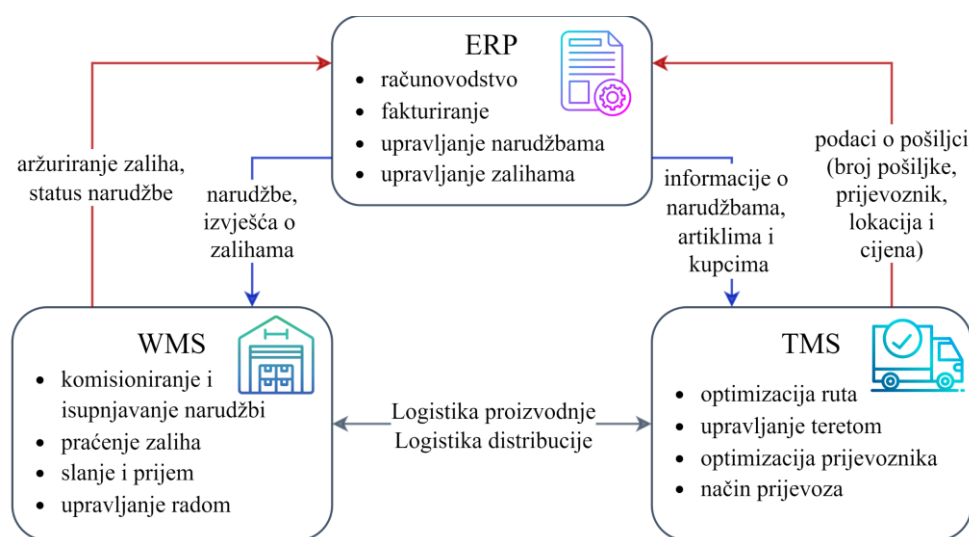 ERP
• računovodstvo
• fakturiranje
• upravljanje narudžbama
• upravljanje zalihama
aržuriranje zaliha,
status narudžbe
narudžbe,
izvješća o
zalihama
informacije o
narudžbama,
artiklima i
kupcima
podaci o pošiljci
(broj pošiljke,
prijevoznik,
lokacija i
cijena)
WMS
• komisioniranje i
isupnjavanje narudžbi
• praćenje zaliha
• slanje i prijem
• upravljanje radom
Logistika proizvodnje
Logistika distribucije
TMS
• optimizacija ruta
• upravljanje teretom
• optimizacija prijevoznika
• način prijevoza